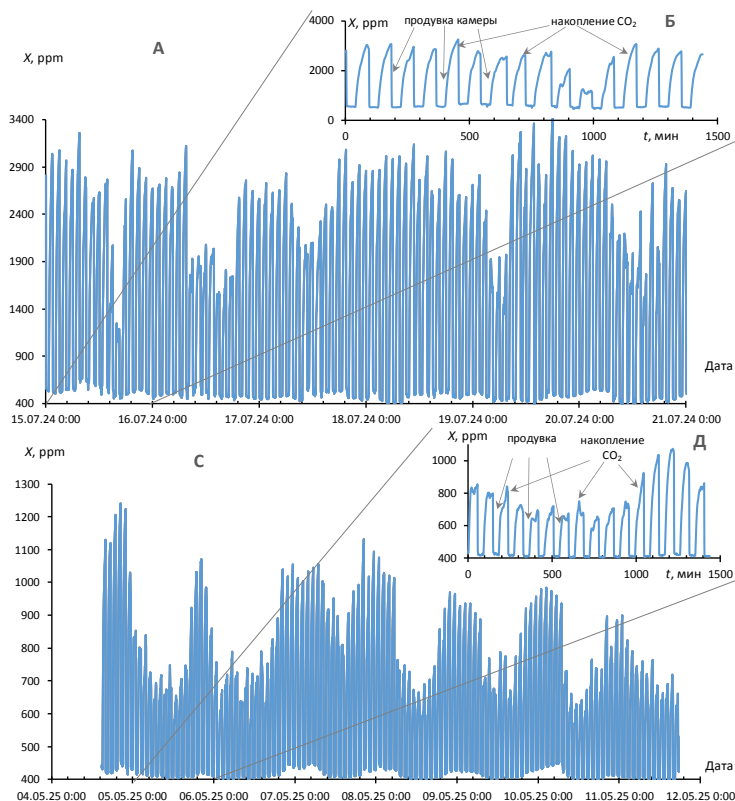 4000
X, ppm
продувка камеры
накопление CO₂
Б
2000
0
0
500
1000
t, мин
1500
А
X, ppm
3400
2900
2400
1900
1400
900
400
Дата
15.07.24 0:00
16.07.24 0:00
17.07.24 0:00
18.07.24 0:00
19.07.24 0:00
20.07.24 0:00
21.07.24 0:00
X, ppm
С
1300
1200
1100
1000
900
800
700
600
500
400
Дата
04.05.25 0:00
05.05.25 0:00
06.05.25 0:00
07.05.25 0:00
08.05.25 0:00
09.05.25 0:00
10.05.25 0:00
11.05.25 0:00
12.05.25 0:00
X, ppm
продувка
накопление
CO₂
Д
1000
800
600
400
0
500
1000
t, мин
1500